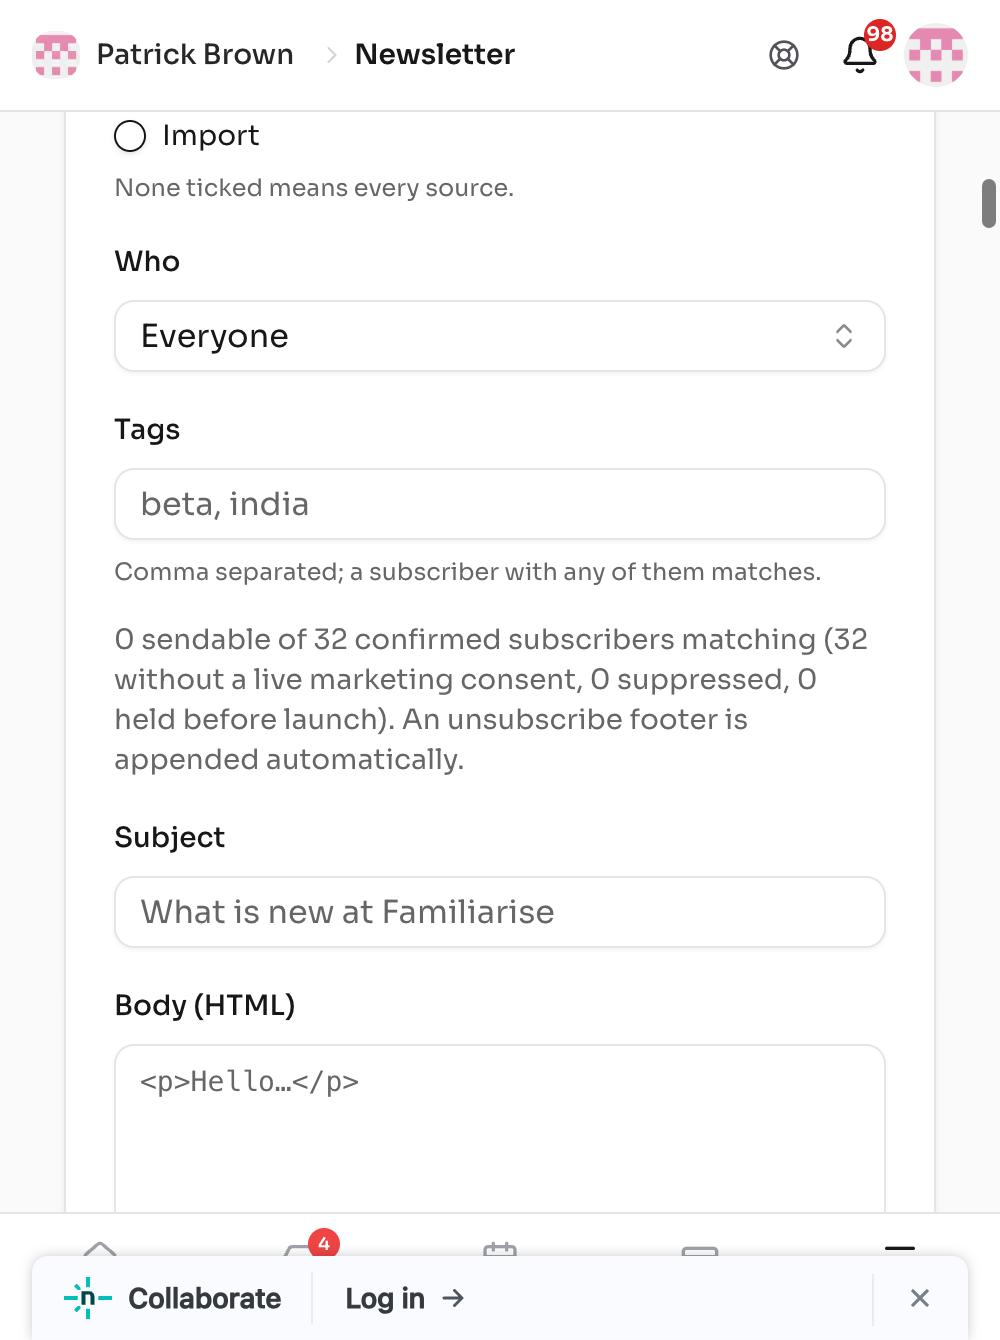 Patrick Brown
Newsletter
98
Import
None ticked means every source.
Who
Everyone
Tags
beta, india
Comma separated; a subscriber with any of them matches.
0 sendable of 32 confirmed subscribers matching (32
without a live marketing consent, 0 suppressed, 0
held before launch). An unsubscribe footer is
appended automatically.
Subject
What is new at Familiarise
Body (HTML)
<p>Hello…</p>
4
n
Collaborate
Log in →